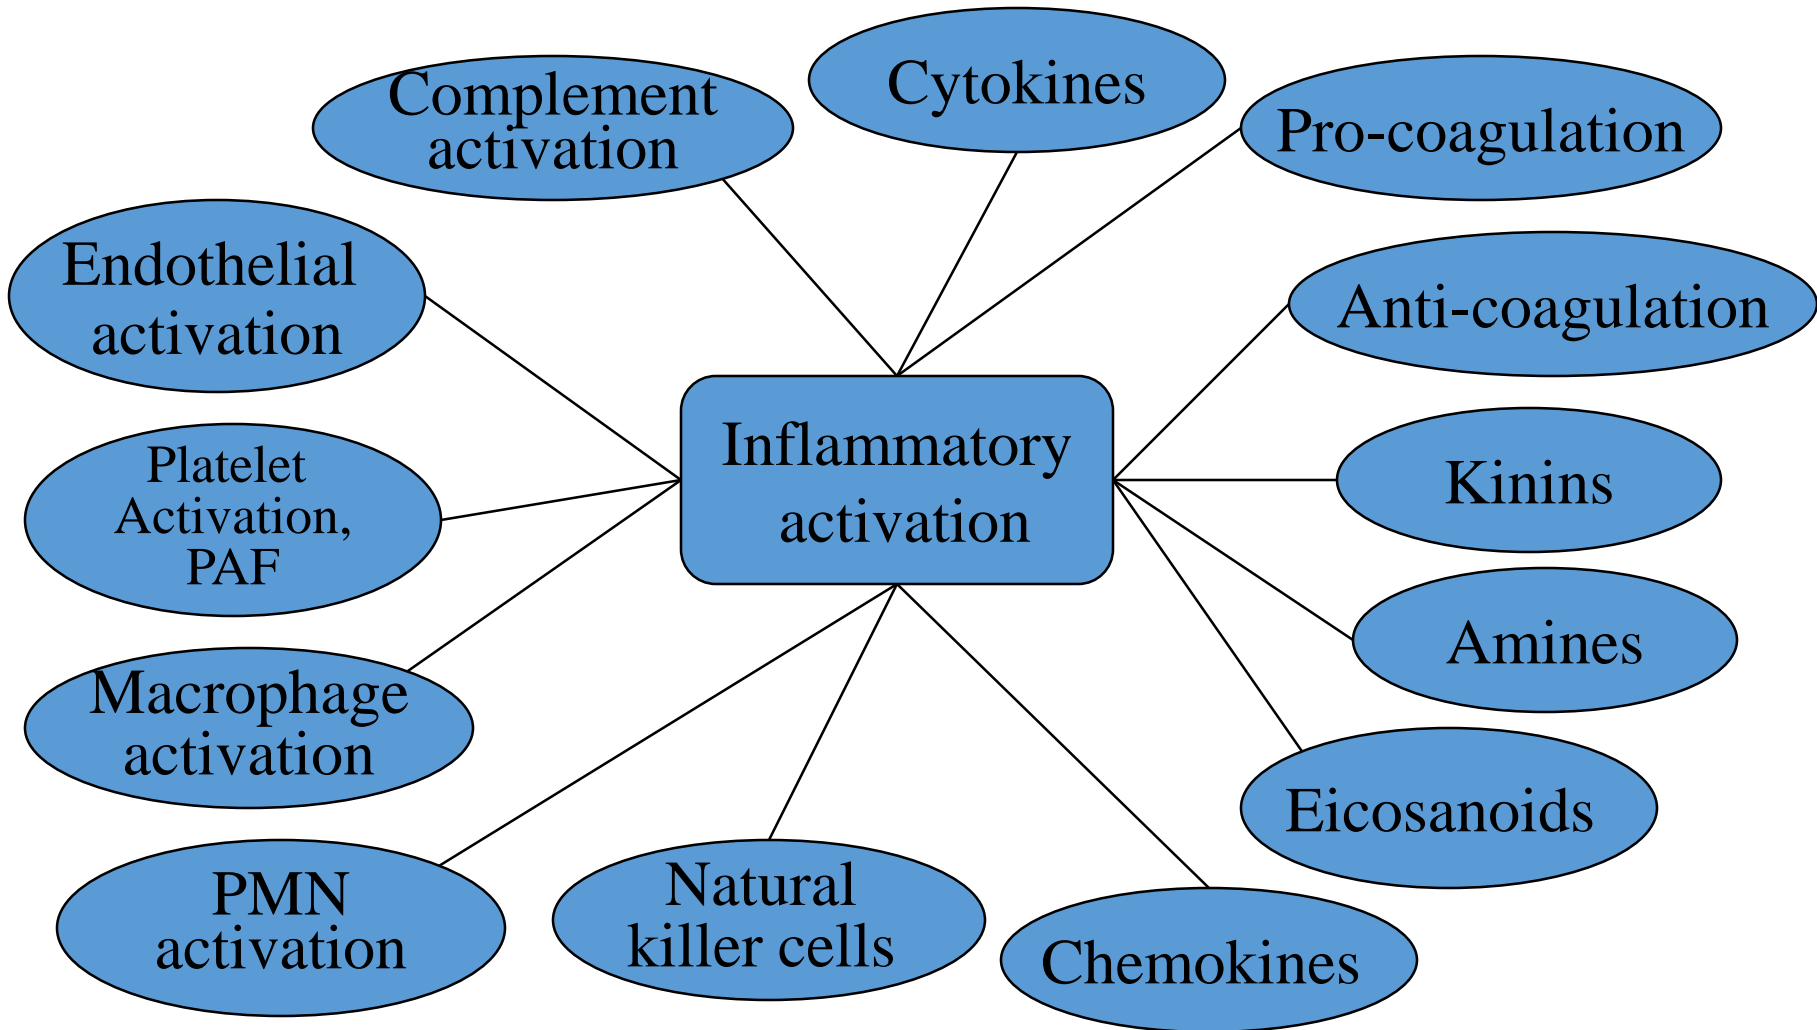 Cytokines
Complement
activation
Pro-coagulation
Endothelial
activation
Anti-coagulation
Inflammatory
activation
Platelet
Activation,
PAF
Kinins
Amines
Macrophage
activation
Eicosanoids
PMN
activation
Natural
killer cells
Chemokines